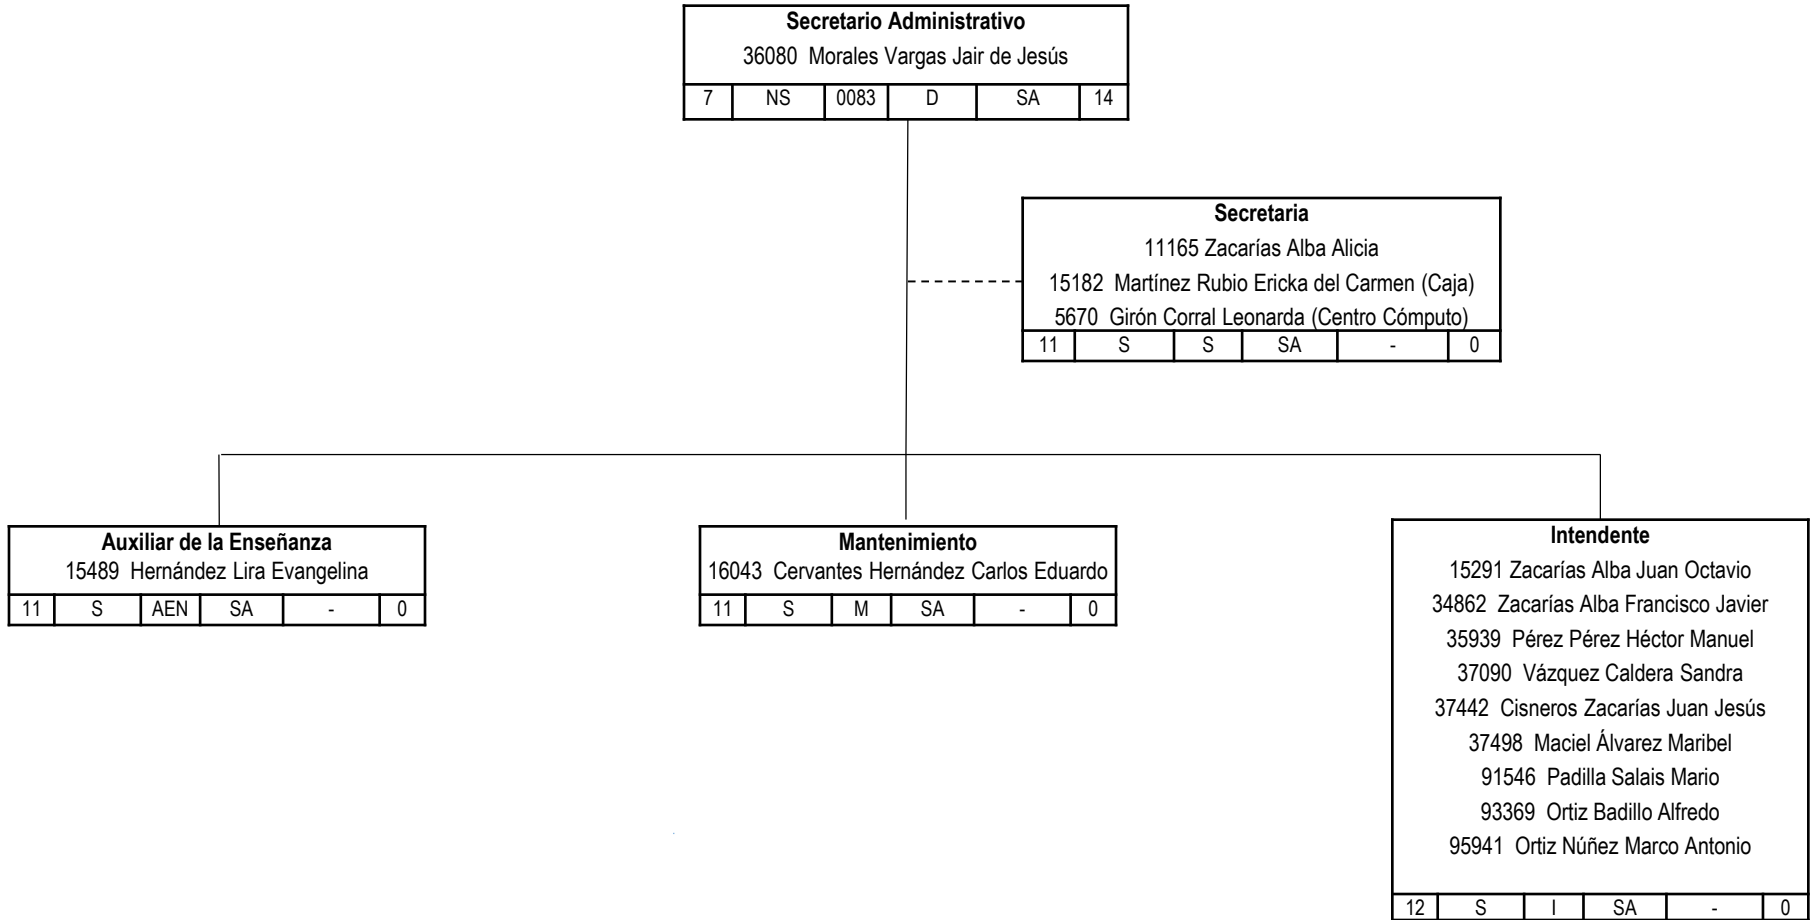 Secretario Administrativo
36080 Morales Vargas Jair de Jesús
7 NS 0083 D SA 14
Secretaria
11165 Zacarías Alba Alicia
15182 Martínez Rubio Ericka del Carmen (Caja)
5670 Girón Corral Leonarda (Centro Cómputo)
11 S S SA - 0
Auxiliar de la Enseñanza
15489 Hernández Lira Evangelina
11 S AEN SA - 0
Mantenimiento
16043 Cervantes Hernández Carlos Eduardo
11 S M SA - 0
Intendente
15291 Zacarías Alba Juan Octavio
34862 Zacarías Alba Francisco Javier
35939 Pérez Pérez Héctor Manuel
37090 Vázquez Caldera Sandra
37442 Cisneros Zacarías Juan Jesús
37498 Maciel Álvarez Maribel
91546 Padilla Salais Mario
93369 Ortiz Badillo Alfredo
95941 Ortiz Núñez Marco Antonio
12 S I SA - 0